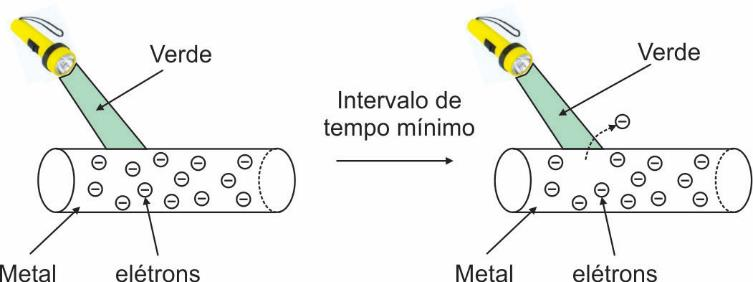 Verde
Verde
Intervalo de
tempo mínimo
Metal
elétrons
Metal
elétrons